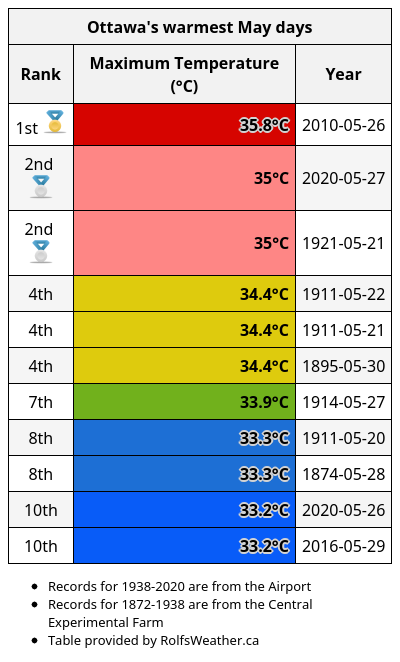 Ottawa's warmest May days
Rank
Maximum Temperature
(°C)
Year
1st
35.8°C
2010-05-26
2nd
35°C
2020-05-27
2nd
35°C
1921-05-21
4th
34.4°C
1911-05-22
4th
34.4°C
1911-05-21
4th
34.4°C
1895-05-30
7th
33.9°C
1914-05-27
8th
33.3°C
1911-05-20
8th
33.3°C
1874-05-28
10th
33.2°C
2020-05-26
10th
33.2°C
2016-05-29
Records for 1938-2020 are from the Airport
Records for 1872-1938 are from the Central
Experimental Farm
Table provided by RolfsWeather.ca